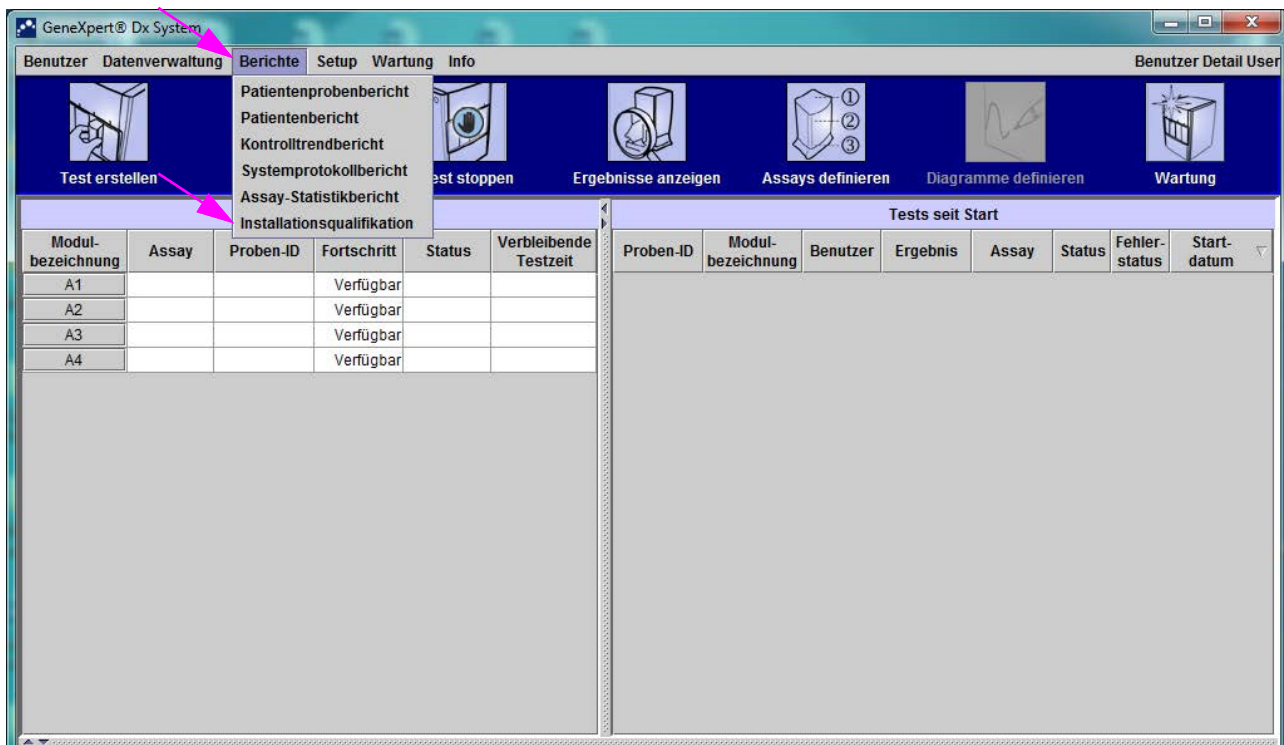 GeneXpert® Dx System
Benutzer Datenverwaltung Berichte Setup Wartung Info Benutzer Detail User
Patientenprobenbericht
Patientenbericht
Kontrolltrendbericht
Systemprotokollbericht
Assay-Statistikbericht
Installationsqualifikation
①
②
③
Test erstellen stoppen Ergebnisse anzeigen Assays definieren Diagramme definieren Wartung
Tests seit Start
Modul-
bezeichnung Assay Proben-ID Fortschritt Status Verbleibende
Testzeit
A1 Verfügbar
A2 Verfügbar
A3 Verfügbar
A4 Verfügbar
Proben-ID Modul-
bezeichnung Benutzer Ergebnis Assay Status Fehler-
status Start-
datum